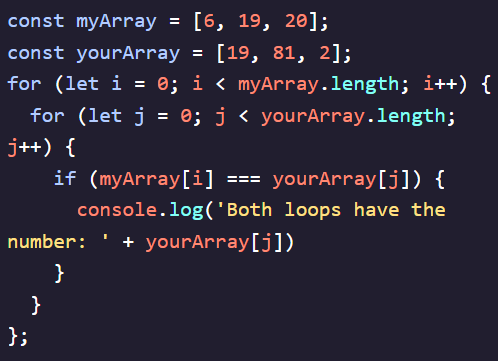 const myArray = [6, 19, 20];
const yourArray = [19, 81, 2];
for (let i = 0; i < myArray.length; i++) {
  for (let j = 0; j < yourArray.length;
j++) {
    if (myArray[i] === yourArray[j]) {
      console.log('Both loops have the
number: ' + yourArray[j])
    }
  }
};